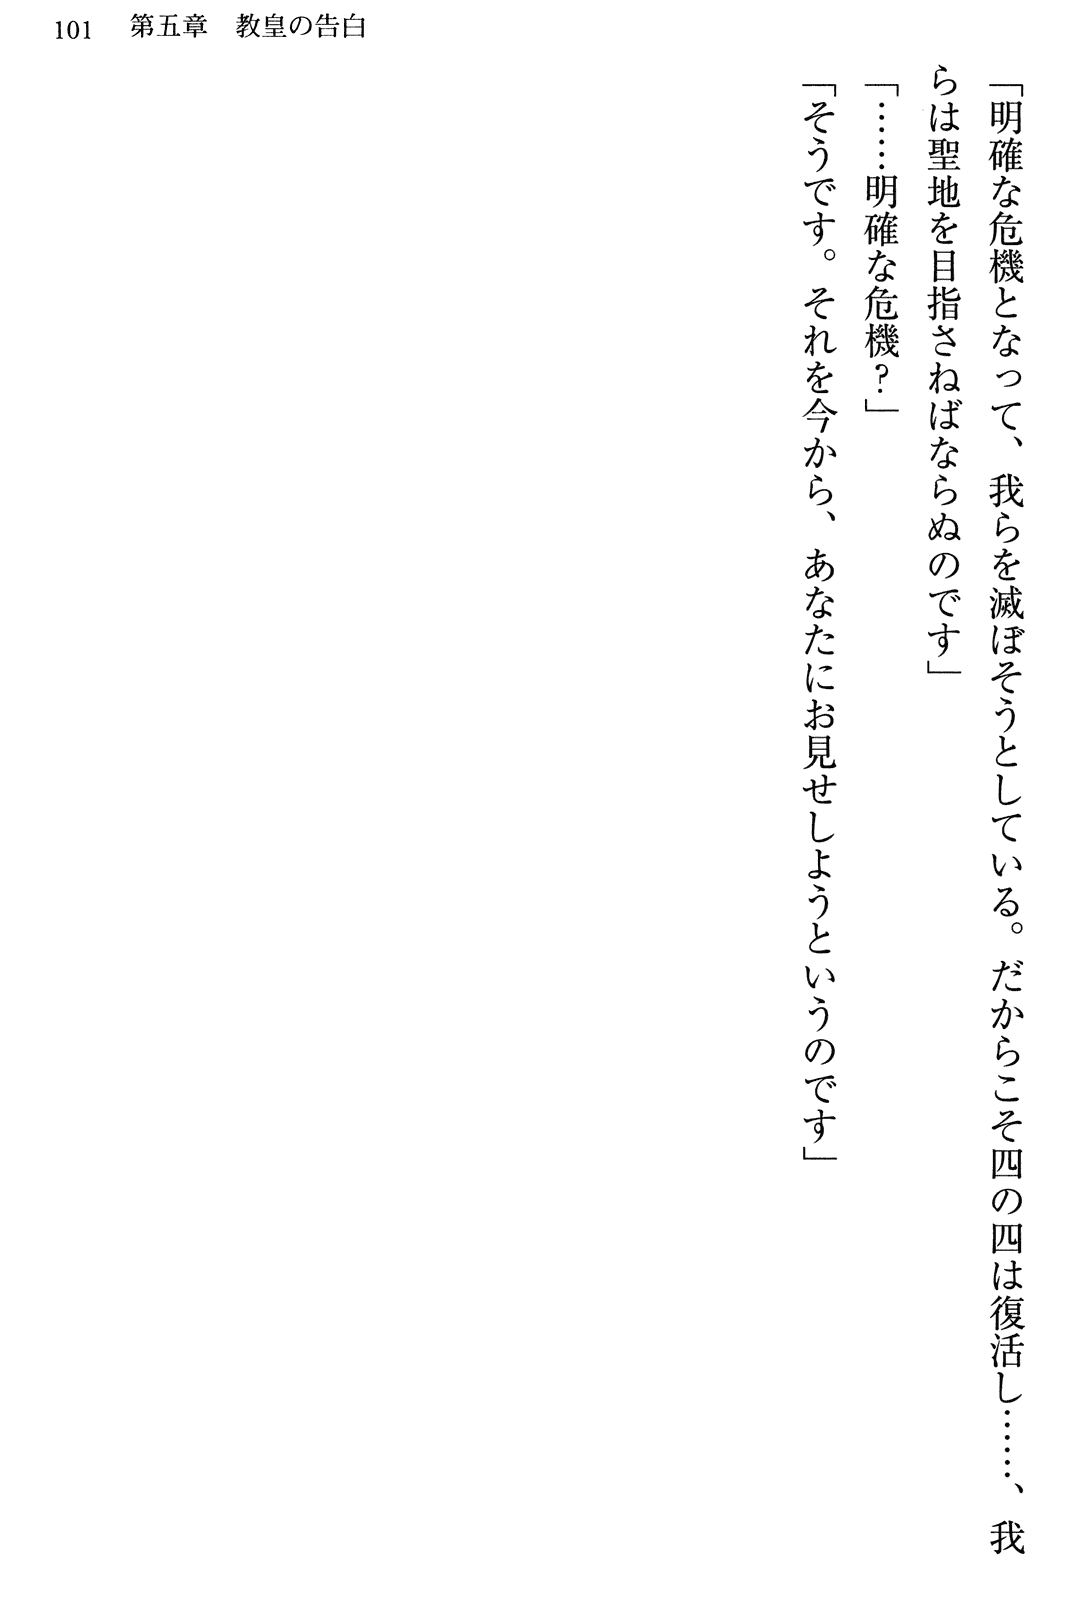 101　第五章　教皇の告白
「明確な危機となって、我らを滅ぼそうとしている。だからこそ四の四は復活し……、我
らは聖地を目指さねばならぬのです」
「……明確な危機？」
「そうです。それを今から、あなたにお見せしようというのです」